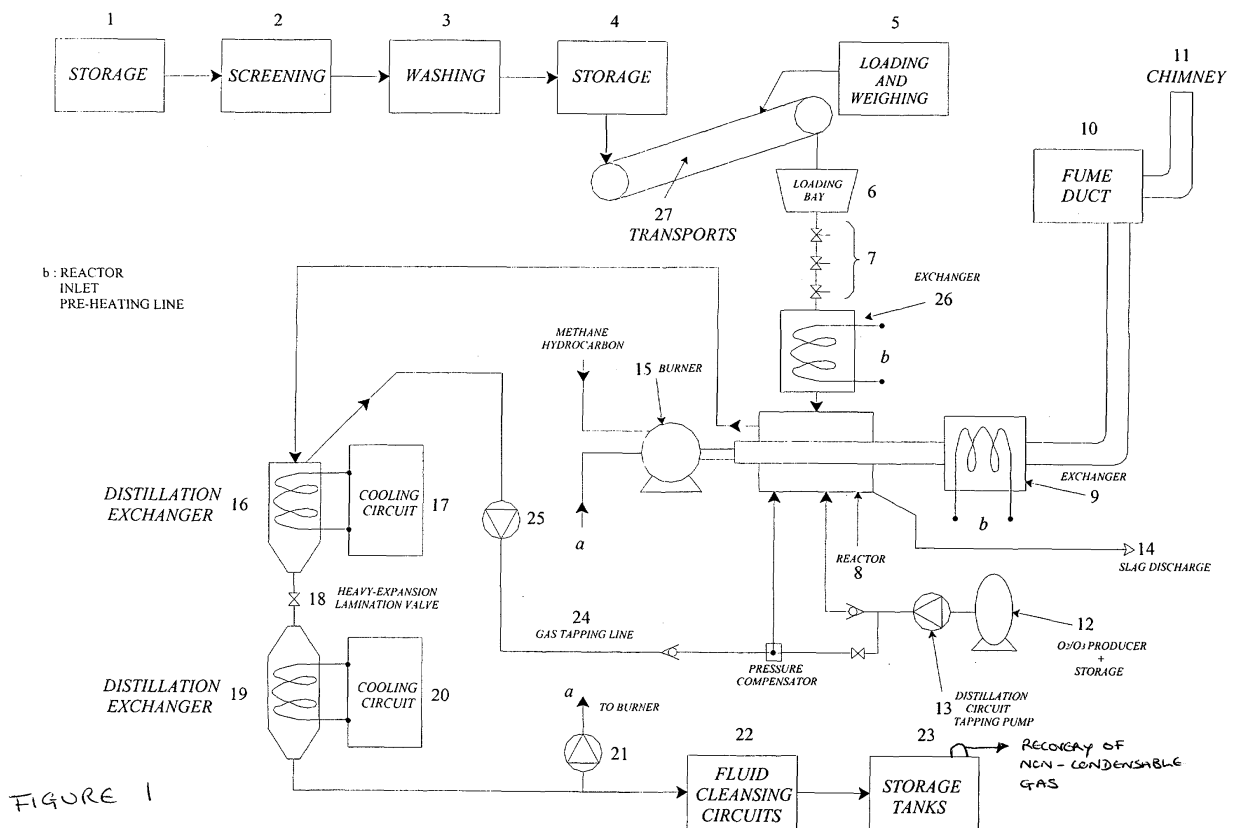 1
STORAGE
2
SCREENING
3
WASHING
4
STORAGE
5
LOADING
AND
WEIGHING
11
CHIMNEY
10
FUME
DUCT
LOADING
BAY
6
27
TRANSPORTS
7
b : REACTOR
INLET
PRE-HEATING LINE
EXCHANGER
26
b
METHANE
HYDROCARBON
15 BURNER
a
EXCHANGER
9
b
DISTILLATION
EXCHANGER
16
COOLING
CIRCUIT
17
25
REACTOR
8
14
SLAG DISCHARGE
18
HEAVY-EXPANSION
LAMINATION VALVE
24
GAS TAPPING LINE
12
O2/O3 PRODUCER
+
STORAGE
PRESSURE
COMPENSATOR
13
DISTILLATION
CIRCUIT
TAPPING PUMP
DISTILLATION
EXCHANGER
19
COOLING
CIRCUIT
20
a
TO BURNER
21
22
FLUID
CLEANSING
CIRCUITS
23
STORAGE
TANKS
RECOVERY OF
NON-CONDENSABLE
GAS
FIGURE 1